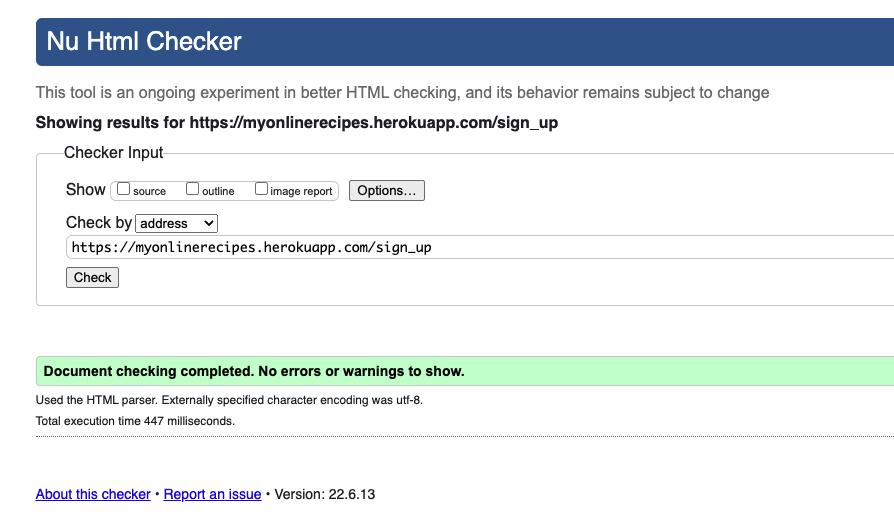 Nu Html Checker
This tool is an ongoing experiment in better HTML checking, and its behavior remains subject to change
Showing results for https://myonlinerecipes.herokuapp.com/sign_up
Checker Input
Show source outline image report Options...
Check by address
https://myonlinerecipes.herokuapp.com/sign_up
Check
Document checking completed. No errors or warnings to show.
Used the HTML parser. Externally specified character encoding was utf-8.
Total execution time 447 milliseconds.
About this checker • Report an issue • Version: 22.6.13